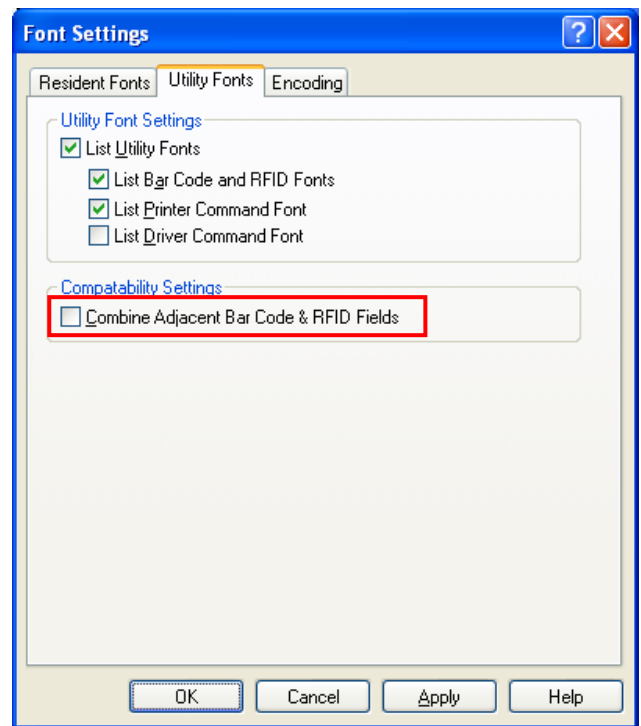 Font Settings
Resident Fonts Utility Fonts Encoding
Utility Font Settings
List Utility Fonts
List Bar Code and RFID Fonts
List Printer Command Font
List Driver Command Font
Compatability Settings
Combine Adjacent Bar Code & RFID Fields
OK Cancel Apply Help